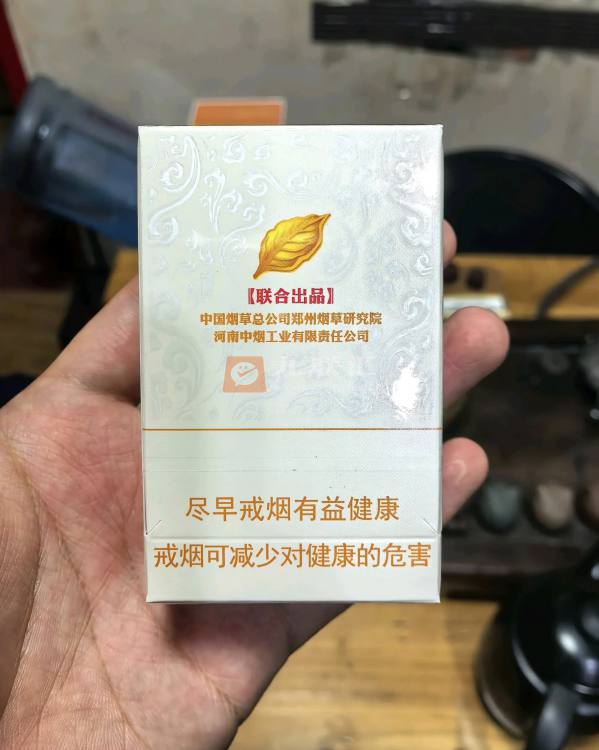 【联合出品】
中国烟草总公司郑州烟草研究院
河南中烟工业有限责任公司
尽早戒烟有益健康
戒烟可减少对健康的危害